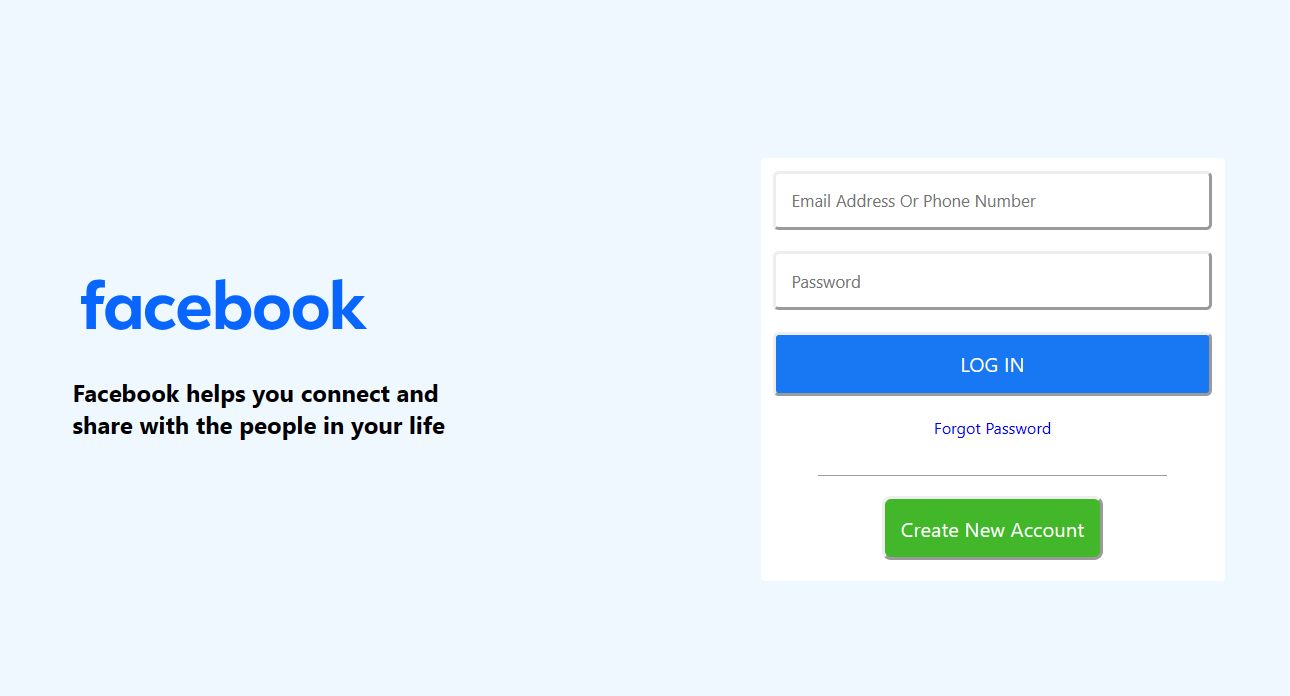 facebook
Facebook helps you connect and
share with the people in your life
Email Address Or Phone Number
Password
LOG IN
Forgot Password
Create New Account